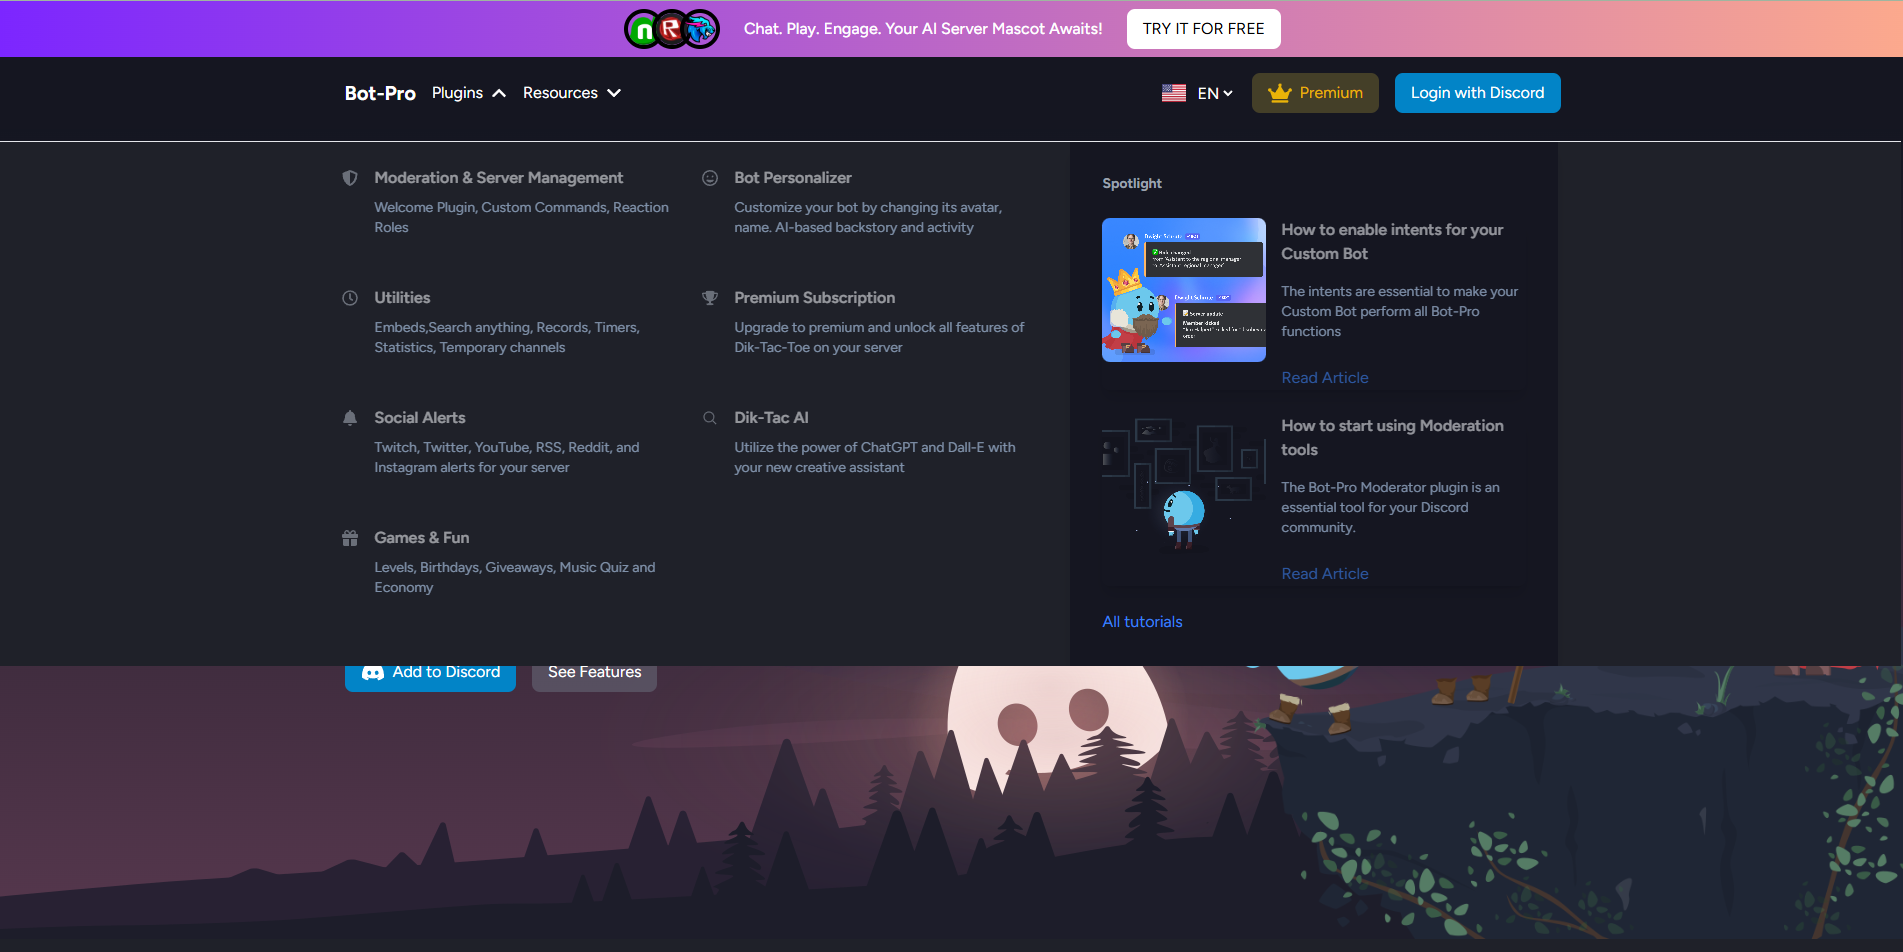 Chat. Play. Engage. Your AI Server Mascot Awaits!
TRY IT FOR FREE
Bot-Pro
Plugins
Resources
EN
Premium
Login with Discord
Moderation & Server Management
Welcome Plugin, Custom Commands, Reaction
Roles
Utilities
Embeds,Search anything, Records, Timers,
Statistics, Temporary channels
Social Alerts
Twitch, Twitter, YouTube, RSS, Reddit, and
Instagram alerts for your server
Games & Fun
Levels, Birthdays, Giveaways, Music Quiz and
Economy
Bot Personalizer
Customize your bot by changing its avatar,
name. AI-based backstory and activity
Premium Subscription
Upgrade to premium and unlock all features of
Dik-Tac-Toe on your server
Dik-Tac AI
Utilize the power of ChatGPT and Dall-E with
your new creative assistant
Spotlight
Server update
Member kicked
order
How to enable intents for your
Custom Bot
The intents are essential to make your
Custom Bot perform all Bot-Pro
functions
Read Article
How to start using Moderation
tools
The Bot-Pro Moderator plugin is an
essential tool for your Discord
community.
Read Article
All tutorials
Add to Discord
See Features